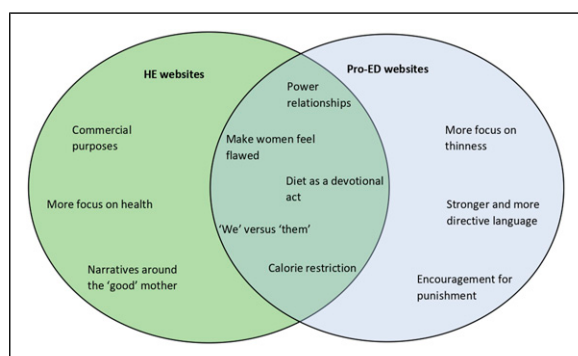 HE websites
Commercial
purposes
More focus on health
Narratives around
the ‘good’ mother
Power
relationships
Make women feel
flawed
Diet as a devotional
act
‘We’ versus ‘them’
Calorie restriction
Pro-ED websites
More focus on
thinness
Stronger and more
directive language
Encouragement for
punishment